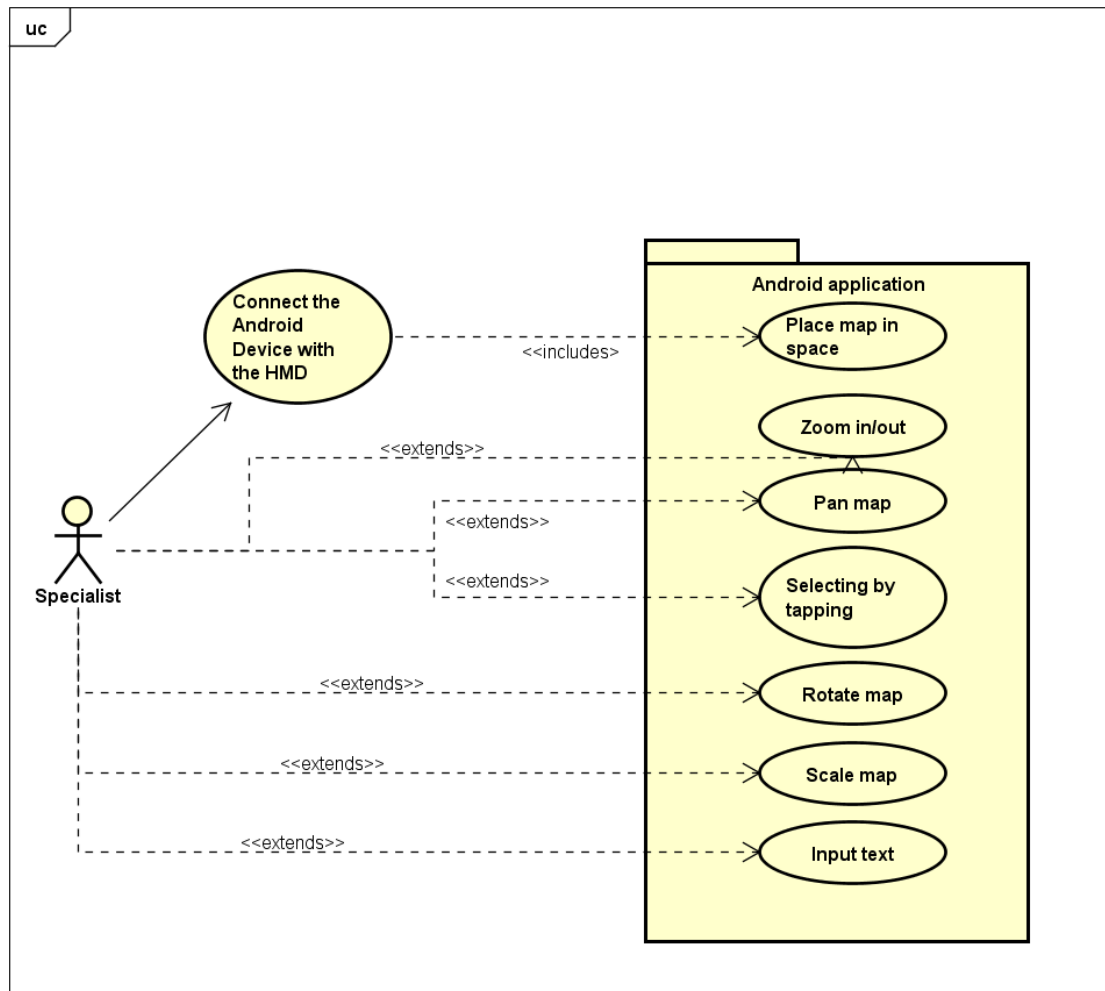 uc
Android application
Connect the
Android
Device with
the HMD
<<includes>
Place map in
space
Zoom in/out
<<extends>>
Pan map
<<extends>>
<<extends>>
Selecting by
tapping
Specialist
<<extends>>
Rotate map
<<extends>>
Scale map
<<extends>>
Input text